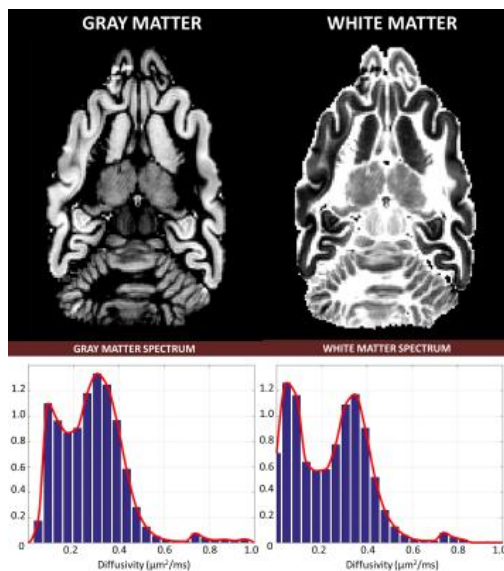 GRAY MATTER
WHITE MATTER
GRAY MATTER SPECTRUM
WHITE MATTER SPECTRUM
1.2
1.0
0.8
0.6
0.4
0.2
0
0.2 0.4 0.6 0.8 1.0
Diffusivity (μm²/ms)
1.2
1.0
0.8
0.6
0.4
0.2
0
0.2 0.4 0.6 0.8 1.0
Diffusivity (μm²/ms)